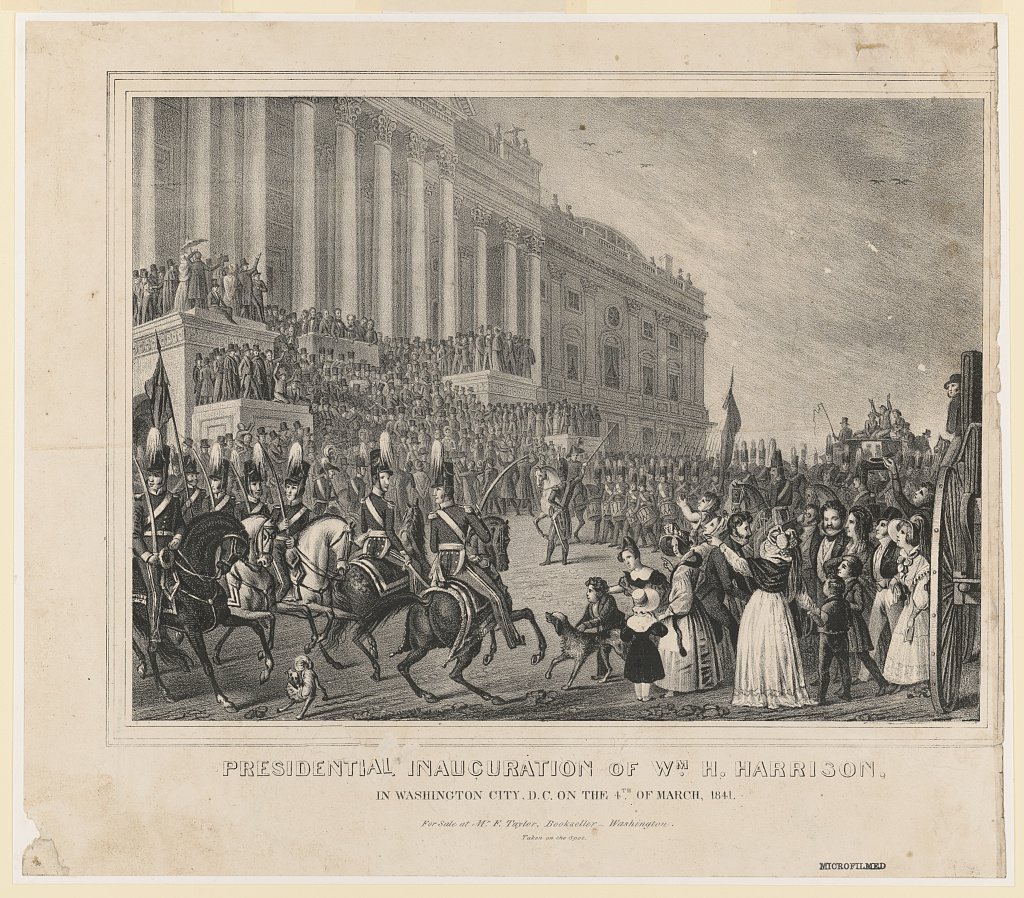 PRESIDENTIAL INAUGURATION OF WM H. HARRISON.
IN WASHINGTON CITY. D.C. ON THE 4TH OF MARCH, 1841.
For Sale at Mr. F. Taylor, Bookseller_ Washington.
Taken on the Spot.
MICROFILMED